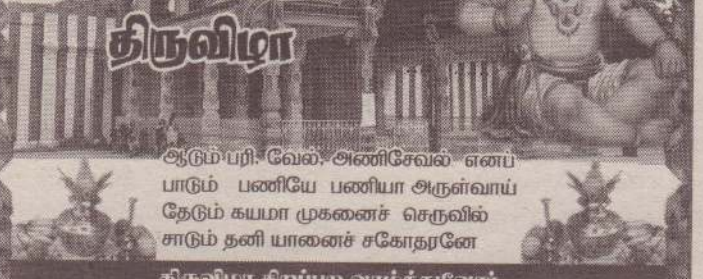 திருவிழா
ஆடும் பரி, வேல், அணிசேவல் எனப்
பாடும் பணியே பணியா அருள்வாய்
தேடும் கயமா முகனைச் செருவில்
சாடும் தனி யானைச் சகோதரனே